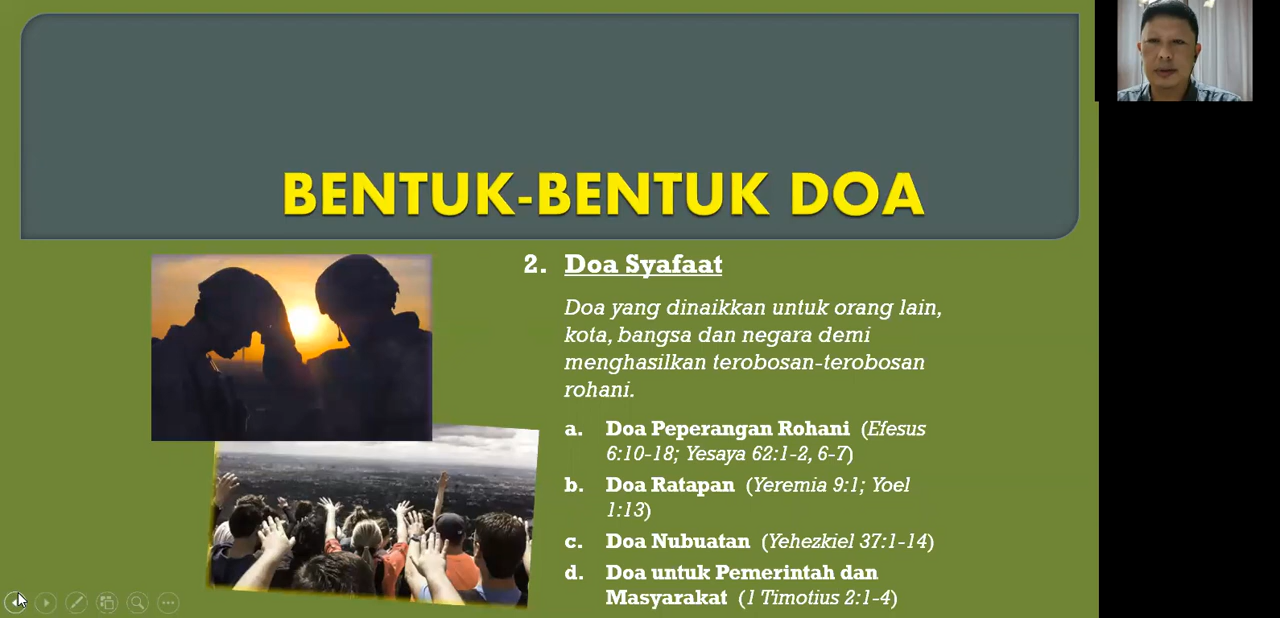 BENTUK-BENTUK DOA
2. Doa Syafaat
Doa yang dinaikkan untuk orang lain,
kota, bangsa dan negara demi
menghasilkan terobosan-terobosan
rohani.
a. Doa Peperangan Rohani (Efesus
6:10-18; Yesaya 62:1-2, 6-7)
b. Doa Ratapan (Yeremia 9:1; Yoel
1:13)
c. Doa Nubuatan (Yehezkiel 37:1-14)
d. Doa untuk Pemerintah dan
Masyarakat (1 Timotius 2:1-4)